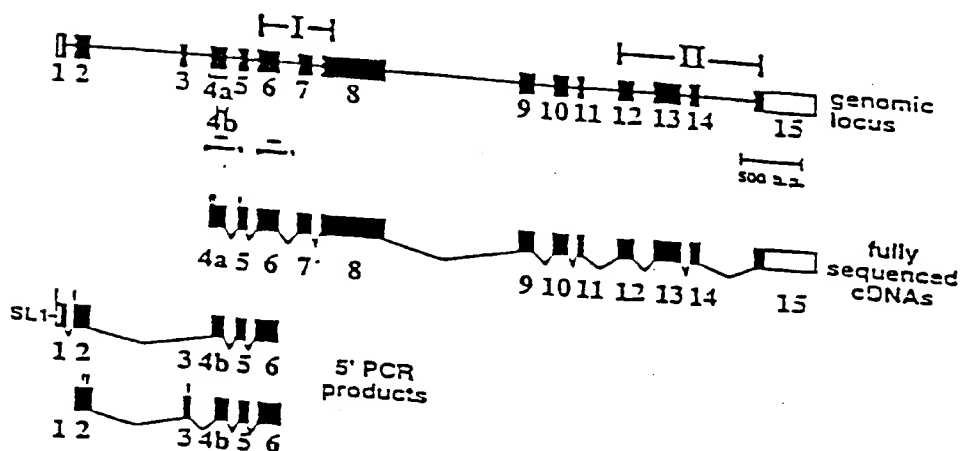 I II
1 2 3 4a 5 6 7 8 9 10 11 12 13 14 15
4b
genomic
locus
4a 5 6 7 8 9 10 11 12 13 14 15
fully
sequenced
cDNAs
SL1
1 2 3 4b 5 6
5' PCR
products
1 2 3 4b 5 6